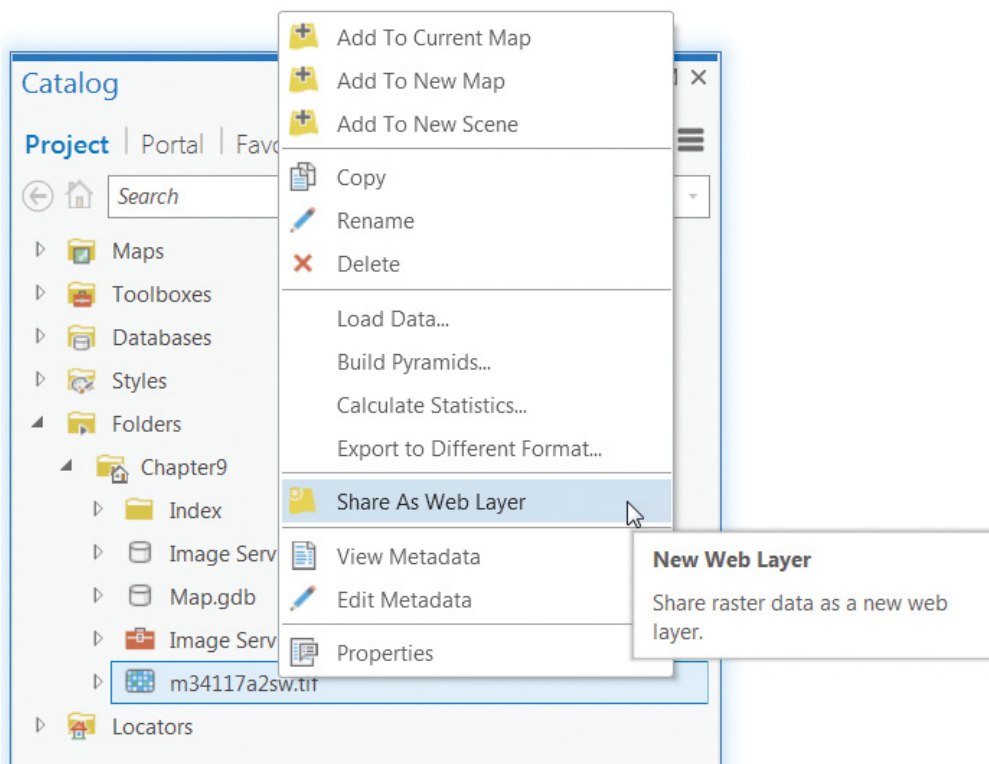 Add To Current Map
Add To New Map
Add To New Scene
Copy
Rename
Delete
Load Data...
Build Pyramids...
Calculate Statistics...
Export to Different Format...
Share As Web Layer
View Metadata
Edit Metadata
Properties
New Web Layer
Share raster data as a new web
layer.
Catalog
Project
Portal
Search
Maps
Toolboxes
Databases
Styles
Folders
Chapter9
Index
Image Serv
Map.gdb
Image Serv
m34117a2sw.tif
Locators